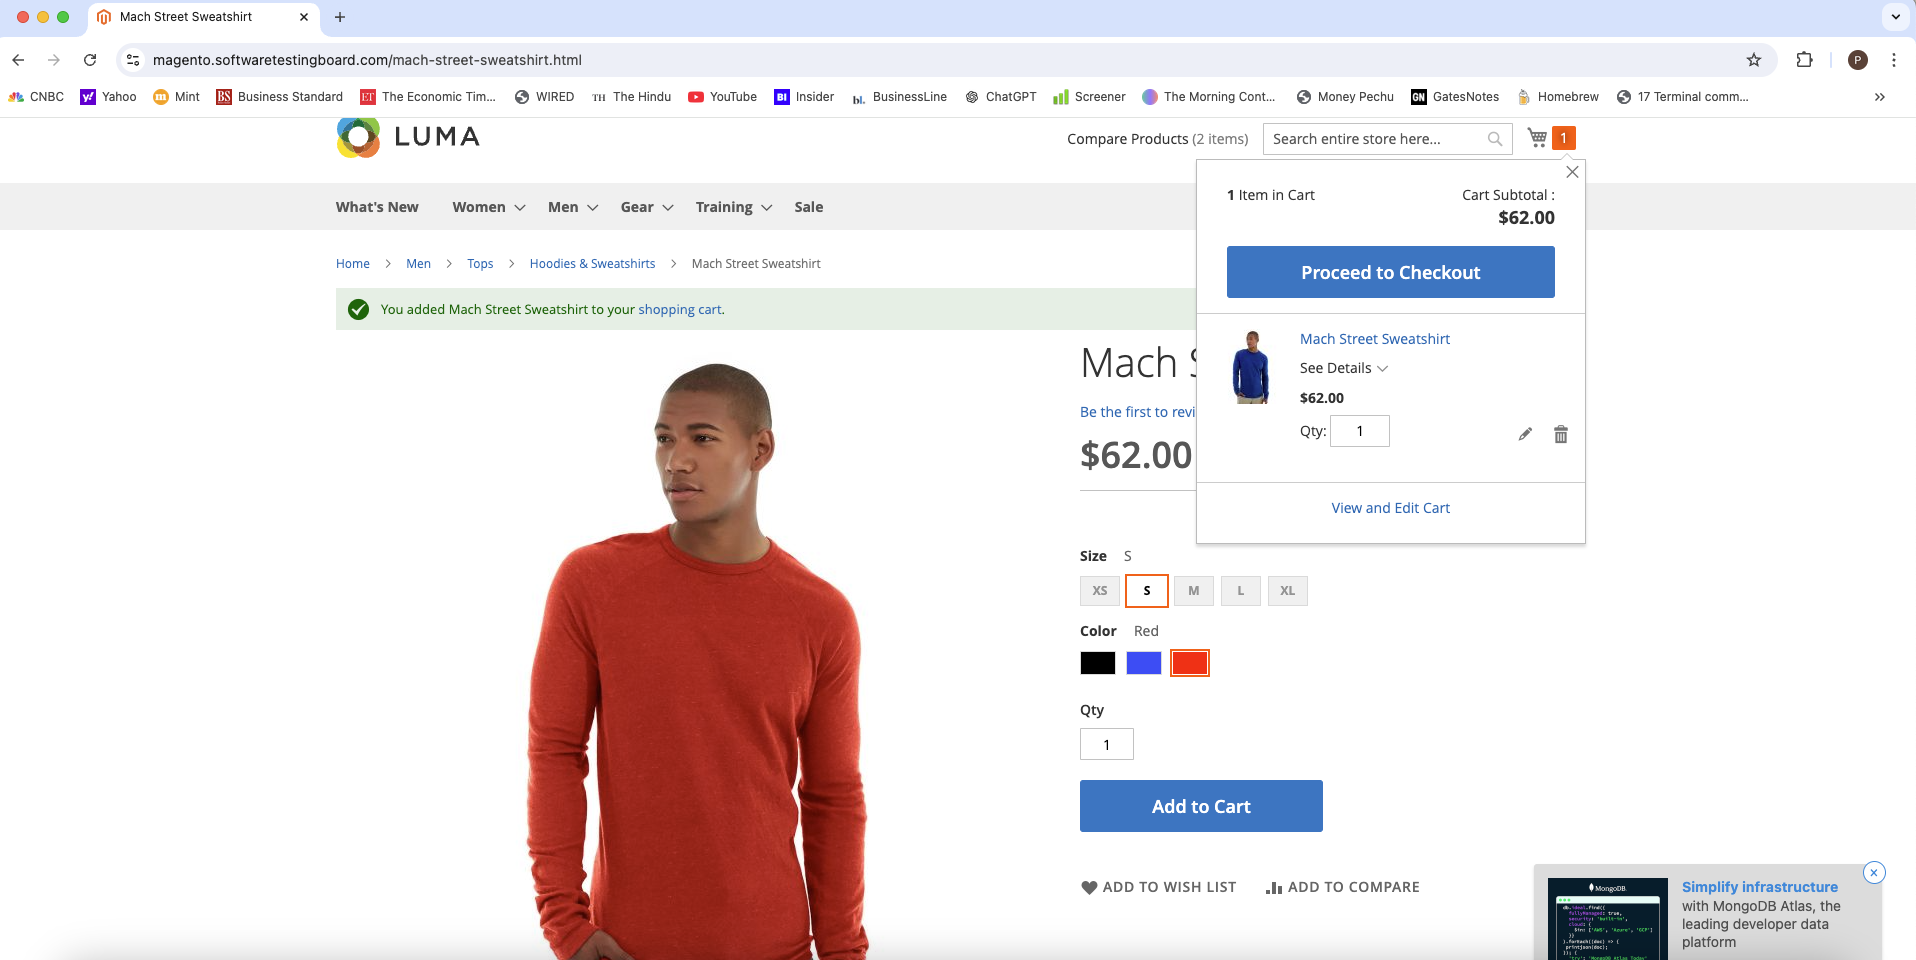 Mach Street Sweatshirt
magento.softwaretestingboard.com/mach-street-sweatshirt.html
P
CNBC
Yahoo
Mint
Business Standard
The Economic Tim...
WIRED
The Hindu
YouTube
Insider
BusinessLine
ChatGPT
Screener
The Morning Cont...
Money Pechu
GatesNotes
Homebrew
17 Terminal comm...
LUMA
Compare Products (2 items)
Search entire store here...
1
1 Item in Cart
Cart Subtotal :
$62.00
Proceed to Checkout
Mach Street Sweatshirt
See Details
$62.00
Qty: 1
View and Edit Cart
What's New
Women
Men
Gear
Training
Sale
Home
Men
Tops
Hoodies & Sweatshirts
Mach Street Sweatshirt
You added Mach Street Sweatshirt to your shopping cart.
Mach
Be the first to revi
$62.00
Size S
XS
S
M
L
XL
Color Red
Qty
1
Add to Cart
ADD TO WISH LIST
ADD TO COMPARE
MongoDB
Simplify infrastructure
with MongoDB Atlas, the
leading developer data
platform